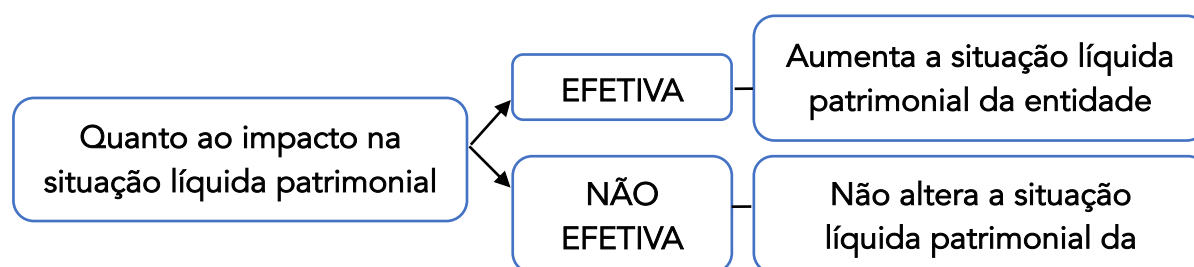 Quanto ao impacto na
situação líquida patrimonial
EFETIVA
Aumenta a situação líquida
patrimonial da entidade
NÃO
EFETIVA
Não altera a situação
líquida patrimonial da